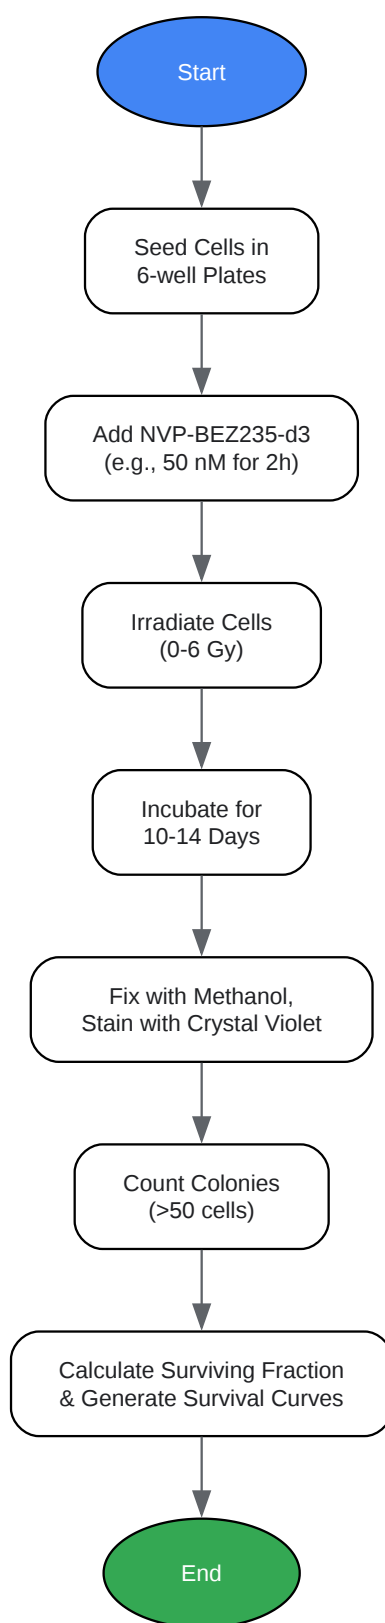 Start
Seed Cells in
6-well Plates
Add NVP-BEZ235-d3
(e.g., 50 nM for 2h)
Irradiate Cells
(0-6 Gy)
Incubate for
10-14 Days
Fix with Methanol,
Stain with Crystal Violet
Count Colonies
(>50 cells)
Calculate Surviving Fraction
& Generate Survival Curves
End